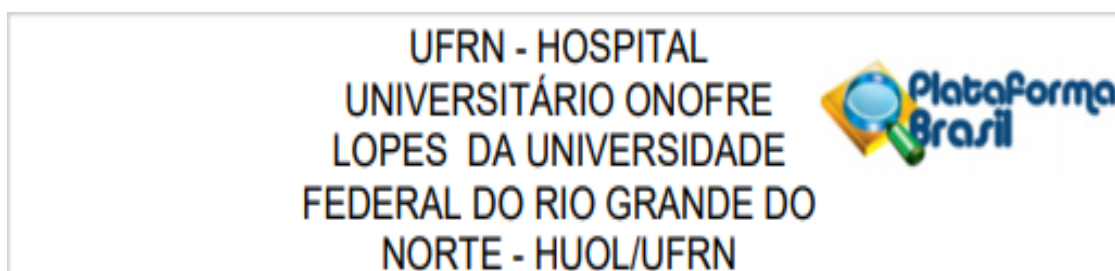 UFRN - HOSPITAL
UNIVERSITÁRIO ONOFRE
LOPES DA UNIVERSIDADE
FEDERAL DO RIO GRANDE DO
NORTE - HUOL/UFRN
Plataforma
Brasil